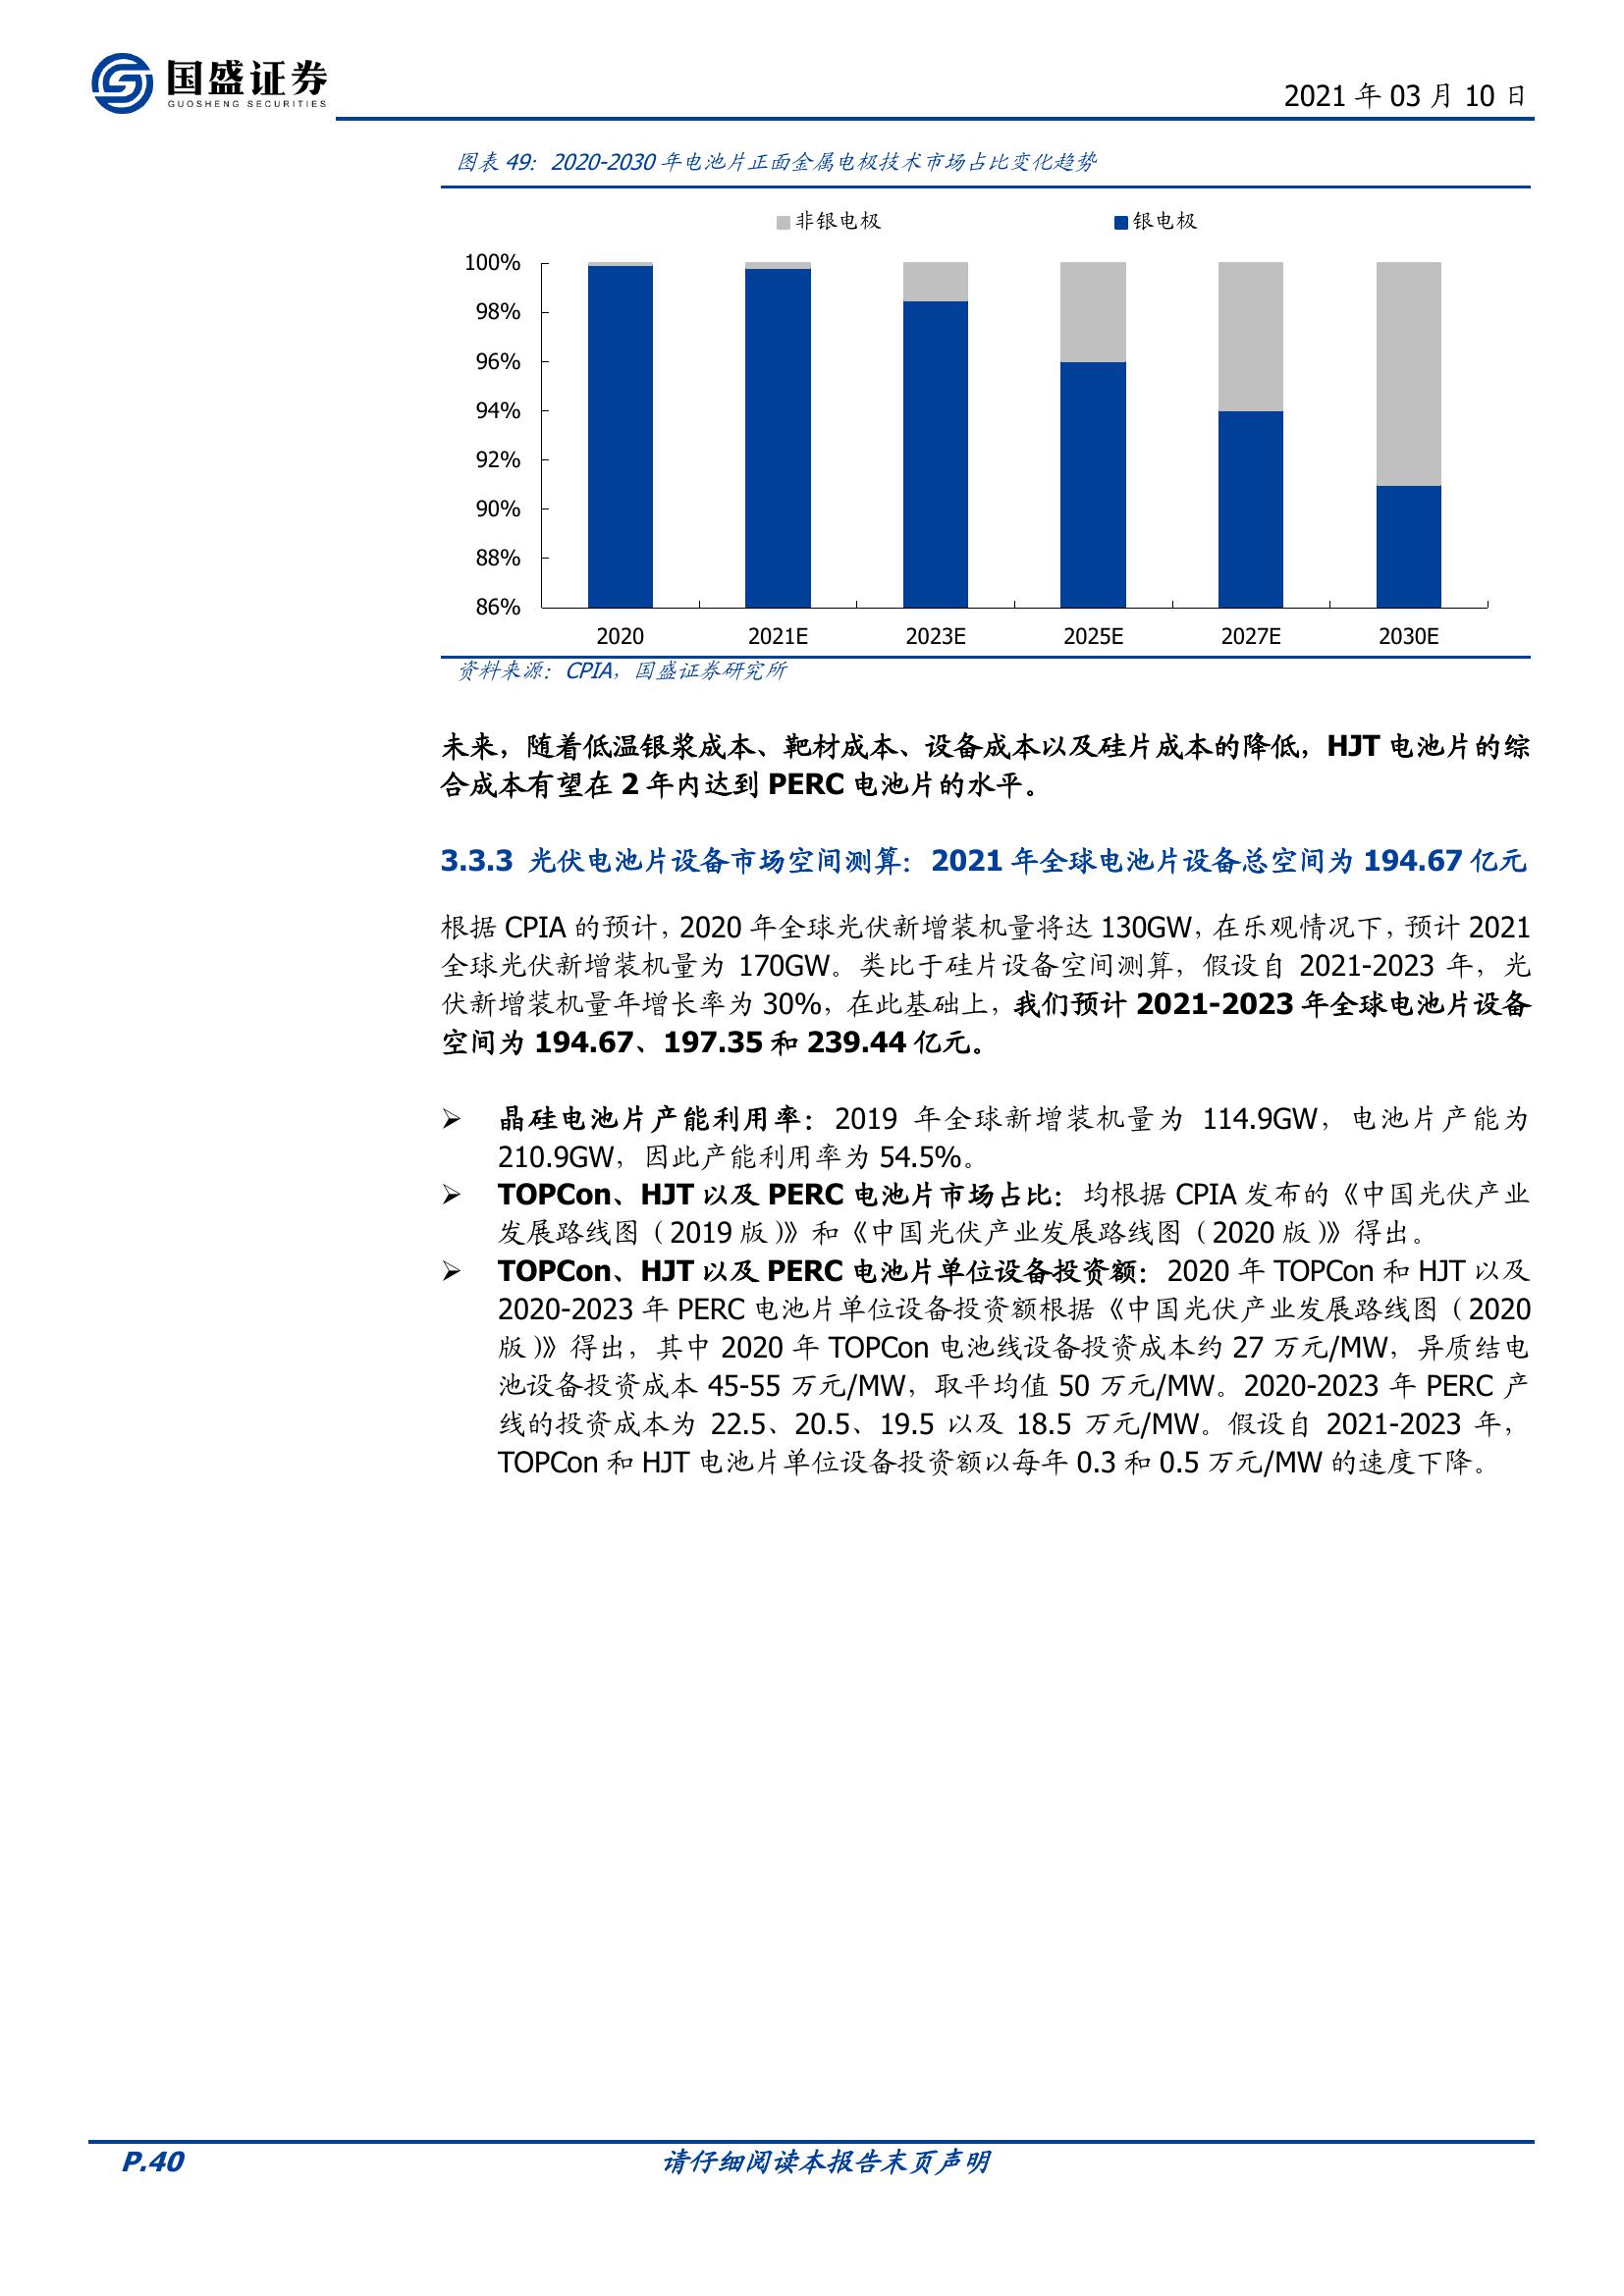 国盛证券
GUOSHENG SECURITIES
2021 年 03 月 10 日
图表 49：2020-2030 年电池片正面金属电极技术市场占比变化趋势
非银电极 银电极
100%
98%
96%
94%
92%
90%
88%
86%
2020 2021E 2023E 2025E 2027E 2030E
资料来源：CPIA，国盛证券研究所
未来，随着低温银浆成本、靶材成本、设备成本以及硅片成本的降低，HJT 电池片的综
合成本有望在 2 年内达到 PERC 电池片的水平。
3.3.3 光伏电池片设备市场空间测算：2021 年全球电池片设备总空间为 194.67 亿元
根据 CPIA 的预计，2020 年全球光伏新增装机量将达 130GW，在乐观情况下，预计 2021
全球光伏新增装机量为 170GW。类比于硅片设备空间测算，假设自 2021-2023 年，光
伏新增装机量年增长率为 30%，在此基础上，我们预计 2021-2023 年全球电池片设备
空间为 194.67、197.35 和 239.44 亿元。
➢ 晶硅电池片产能利用率：2019 年全球新增装机量为 114.9GW，电池片产能为
210.9GW，因此产能利用率为 54.5%。
➢ TOPCon、HJT 以及 PERC 电池片市场占比：均根据 CPIA 发布的《中国光伏产业
发展路线图（2019 版）》和《中国光伏产业发展路线图（2020 版）》得出。
➢ TOPCon、HJT 以及 PERC 电池片单位设备投资额：2020 年 TOPCon 和 HJT 以及
2020-2023 年 PERC 电池片单位设备投资额根据《中国光伏产业发展路线图（2020
版）》得出，其中 2020 年 TOPCon 电池线设备投资成本约 27 万元/MW，异质结电
池设备投资成本 45-55 万元/MW，取平均值 50 万元/MW。2020-2023 年 PERC 产
线的投资成本为 22.5、20.5、19.5 以及 18.5 万元/MW。假设自 2021-2023 年，
TOPCon 和 HJT 电池片单位设备投资额以每年 0.3 和 0.5 万元/MW 的速度下降。
P.40 请仔细阅读本报告末页声明